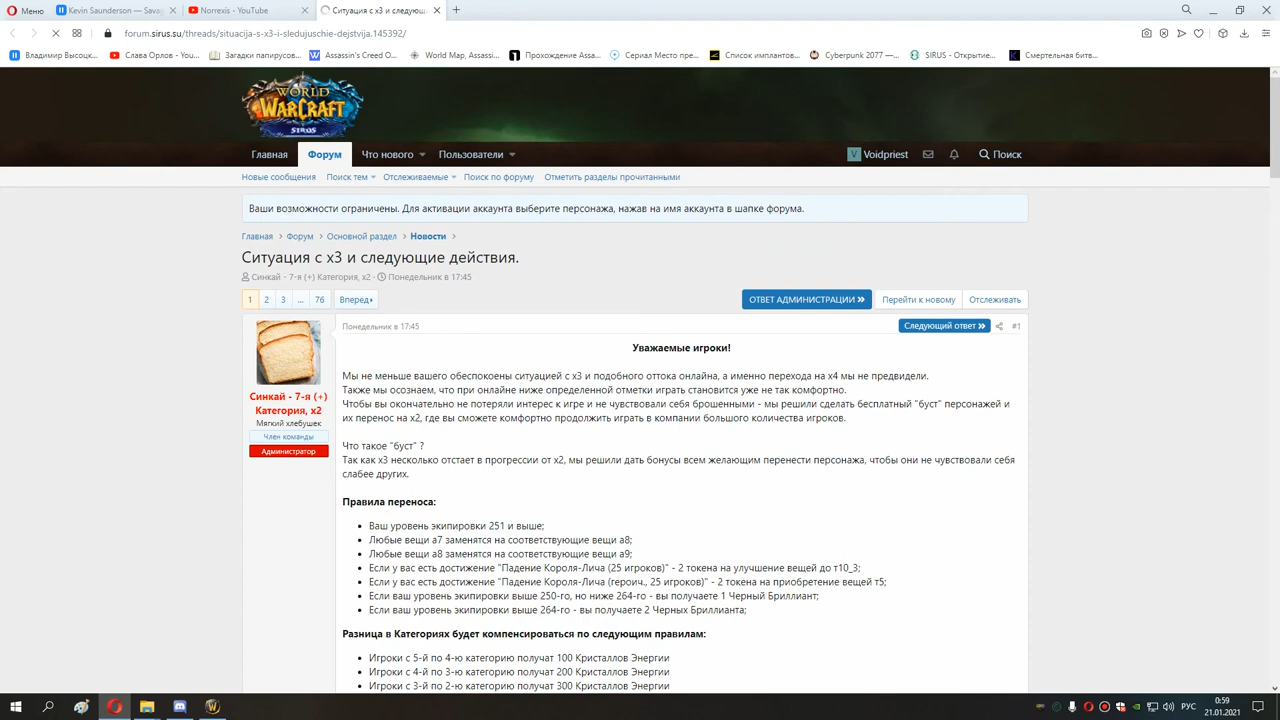 Меню
Kevin Saunderson — Savag
Norrexis - YouTube
Ситуация с x3 и следующ
forum.sirus.su/threads/situacija-s-x3-i-sledujuschie-dejstvija.145392/
Владимир Высоцк...
Слава Орлов - You...
Загадки папирусов...
Assassin's Creed O...
World Map, Assassi...
Прохождение Assa...
Сериал Место пре...
Список имплантов...
Cyberpunk 2077 —...
SIRUS - Открытие...
Смертельная битв...
WORLD
WARCRAFT
SIRUS
Главная
Форум
Что нового
Пользователи
V Voidpriest
Поиск
Новые сообщения
Поиск тем
Отслеживаемые
Поиск по форуму
Отметить разделы прочитанными
Ваши возможности ограничены. Для активации аккаунта выберите персонажа, нажав на имя аккаунта в шапке форума.
Главная > Форум > Основной раздел > Новости >
Ситуация с x3 и следующие действия.
Синкай - 7-я (+) Категория, x2 · Понедельник в 17:45
1 2 3 ... 76 Вперед
ОТВЕТ АДМИНИСТРАЦИИ
Перейти к новому
Отслеживать
Понедельник в 17:45
Следующий ответ
#1
Синкай - 7-я (+)
Категория, x2
Мягкий хлебушек
Член команды
Администратор
Уважаемые игроки!
Мы не меньше вашего обеспокоены ситуацией с x3 и подобного оттока онлайна, а именно перехода на x4 мы не предвидели.
Также мы осознаем, что при онлайне ниже определенной отметки играть становится уже не так комфортно.
Чтобы вы окончательно не потеряли интерес к игре и не чувствовали себя брошенными - мы решили сделать бесплатный "буст" персонажей и
их перенос на x2, где вы сможете комфортно продолжить играть в компании большого количества игроков.
Что такое "буст" ?
Так как x3 несколько отстает в прогрессии от x2, мы решили дать бонусы всем желающим перенести персонажа, чтобы они не чувствовали себя
слабее других.
Правила переноса:
• Ваш уровень экипировки 251 и выше;
• Любые вещи а7 заменятся на соответствующие вещи а8;
• Любые вещи а8 заменятся на соответствующие вещи а9;
• Если у вас есть достижение "Падение Короля-Лича (25 игроков)" - 2 токена на улучшение вещей до т10_3;
• Если у вас есть достижение "Падение Короля-Лича (героич., 25 игроков)" - 2 токена на приобретение вещей т5;
• Если ваш уровень экипировки выше 250-го, но ниже 264-го - вы получаете 1 Черный Бриллиант;
• Если ваш уровень экипировки выше 264-го - вы получаете 2 Черных Бриллианта;
Разница в Категориях будет компенсироваться по следующим правилам:
• Игроки с 5-й по 4-ю категорию получат 100 Кристаллов Энергии
• Игроки с 4-й по 3-ю категорию получат 200 Кристаллов Энергии
• Игроки с 3-й по 2-ю категорию получат 300 Кристаллов Энергии
РУС
0:59
21.01.2021